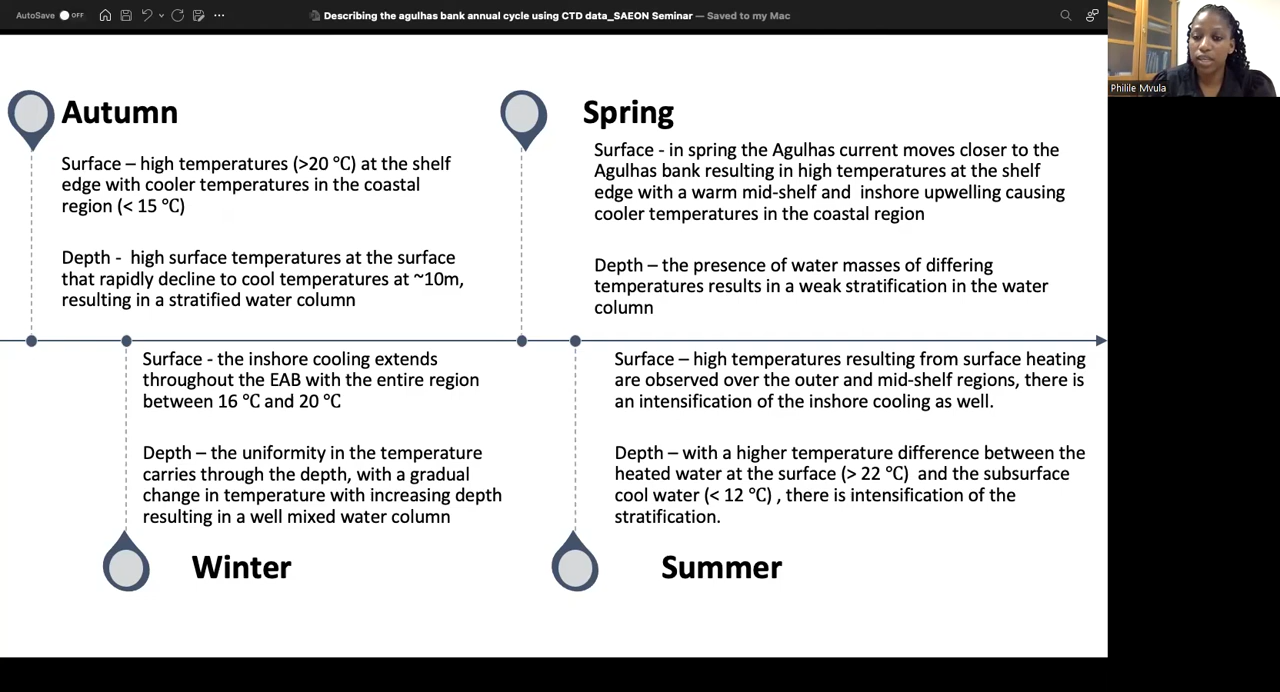 AutoSave OFF
Describing the agulhas bank annual cycle using CTD data_SAEON Seminar — Saved to my Mac
Philile Mvula
Autumn
Surface – high temperatures (>20 ℃) at the shelf
edge with cooler temperatures in the coastal
region (< 15 ℃)
Depth - high surface temperatures at the surface
that rapidly decline to cool temperatures at ~10m,
resulting in a stratified water column
Spring
Surface - in spring the Agulhas current moves closer to the
Agulhas bank resulting in high temperatures at the shelf
edge with a warm mid-shelf and inshore upwelling causing
cooler temperatures in the coastal region
Depth – the presence of water masses of differing
temperatures results in a weak stratification in the water
column
Surface - the inshore cooling extends
throughout the EAB with the entire region
between 16 ℃ and 20 ℃
Depth – the uniformity in the temperature
carries through the depth, with a gradual
change in temperature with increasing depth
resulting in a well mixed water column
Winter
Surface – high temperatures resulting from surface heating
are observed over the outer and mid-shelf regions, there is
an intensification of the inshore cooling as well.
Depth – with a higher temperature difference between the
heated water at the surface (> 22 ℃) and the subsurface
cool water (< 12 ℃) , there is intensification of the
stratification.
Summer